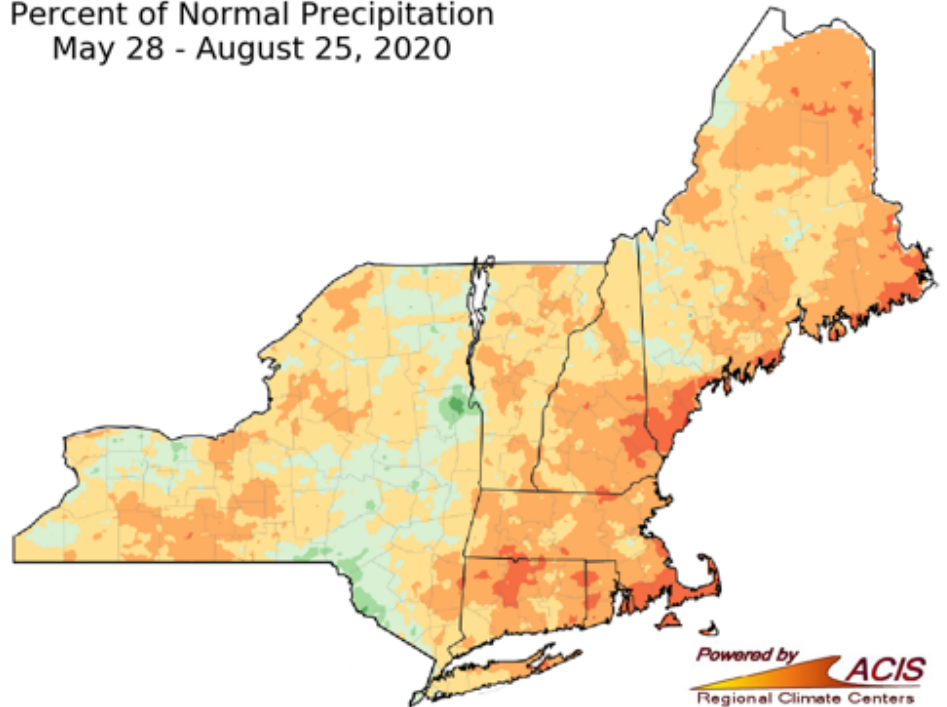 Percent of Normal Precipitation
May 28 - August 25, 2020
Powered by
ACIS
Regional Climate Centers